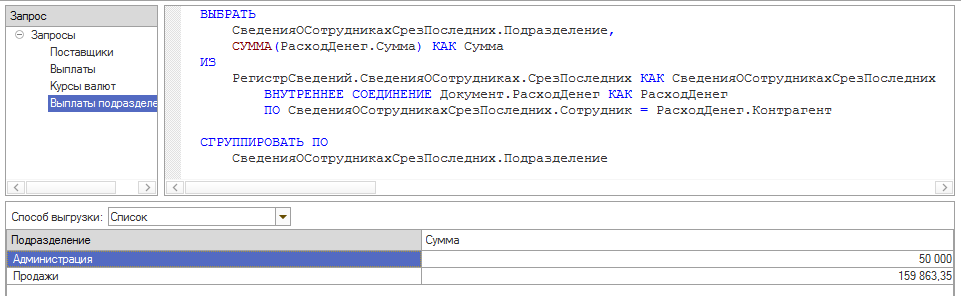 Запрос
Запросы
Поставщики
Выплаты
Курсы валют
Выплаты подразделе
ВЫБРАТЬ
СведенияОСотрудникахСрезПоследних.Подразделение,
СУММА(РасходДенег.Сумма) КАК Сумма
ИЗ
РегистрСведений.СведенияОСотрудниках.СрезПоследних КАК СведенияОСотрудникахСрезПоследних
ВНУТРЕННЕЕ СОЕДИНЕНИЕ Документ.РасходДенег КАК РасходДенег
ПО СведенияОСотрудникахСрезПоследних.Сотрудник = РасходДенег.Контрагент
СГРУППИРОВАТЬ ПО
СведенияОСотрудникахСрезПоследних.Подразделение
Способ выгрузки: Список
Подразделение Сумма
Администрация 50 000
Продажи 159 863,35